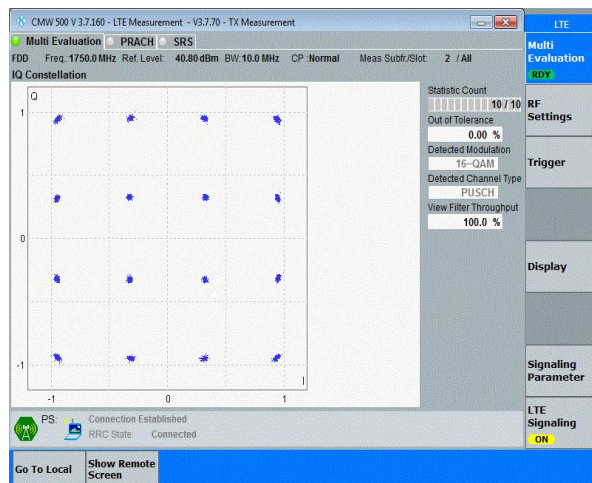 CMW 500 V 3.7.160 - LTE Measurement - V3.7.70 - TX Measurement
LTE
Multi Evaluation PRACH SRS
FDD Freq.:1750.0 MHz Ref. Level: 40.80 dBm BW:10.0 MHz CP :Normal Meas Subfr./Slot: 2 / All
IQ Constellation
Q
1
0
-1
-1 0 1
I
Statistic Count
10 / 10
Out of Tolerance
0.00 %
Detected Modulation
16-QAM
Detected Channel Type
PUSCH
View Filter Throughput
100.0 %
Multi
Evaluation
RDY
RF
Settings
Trigger
Display
Signaling
Parameter
LTE
Signaling
ON
PS: Connection Established
RRC State: Connected
Go To Local
Show Remote
Screen